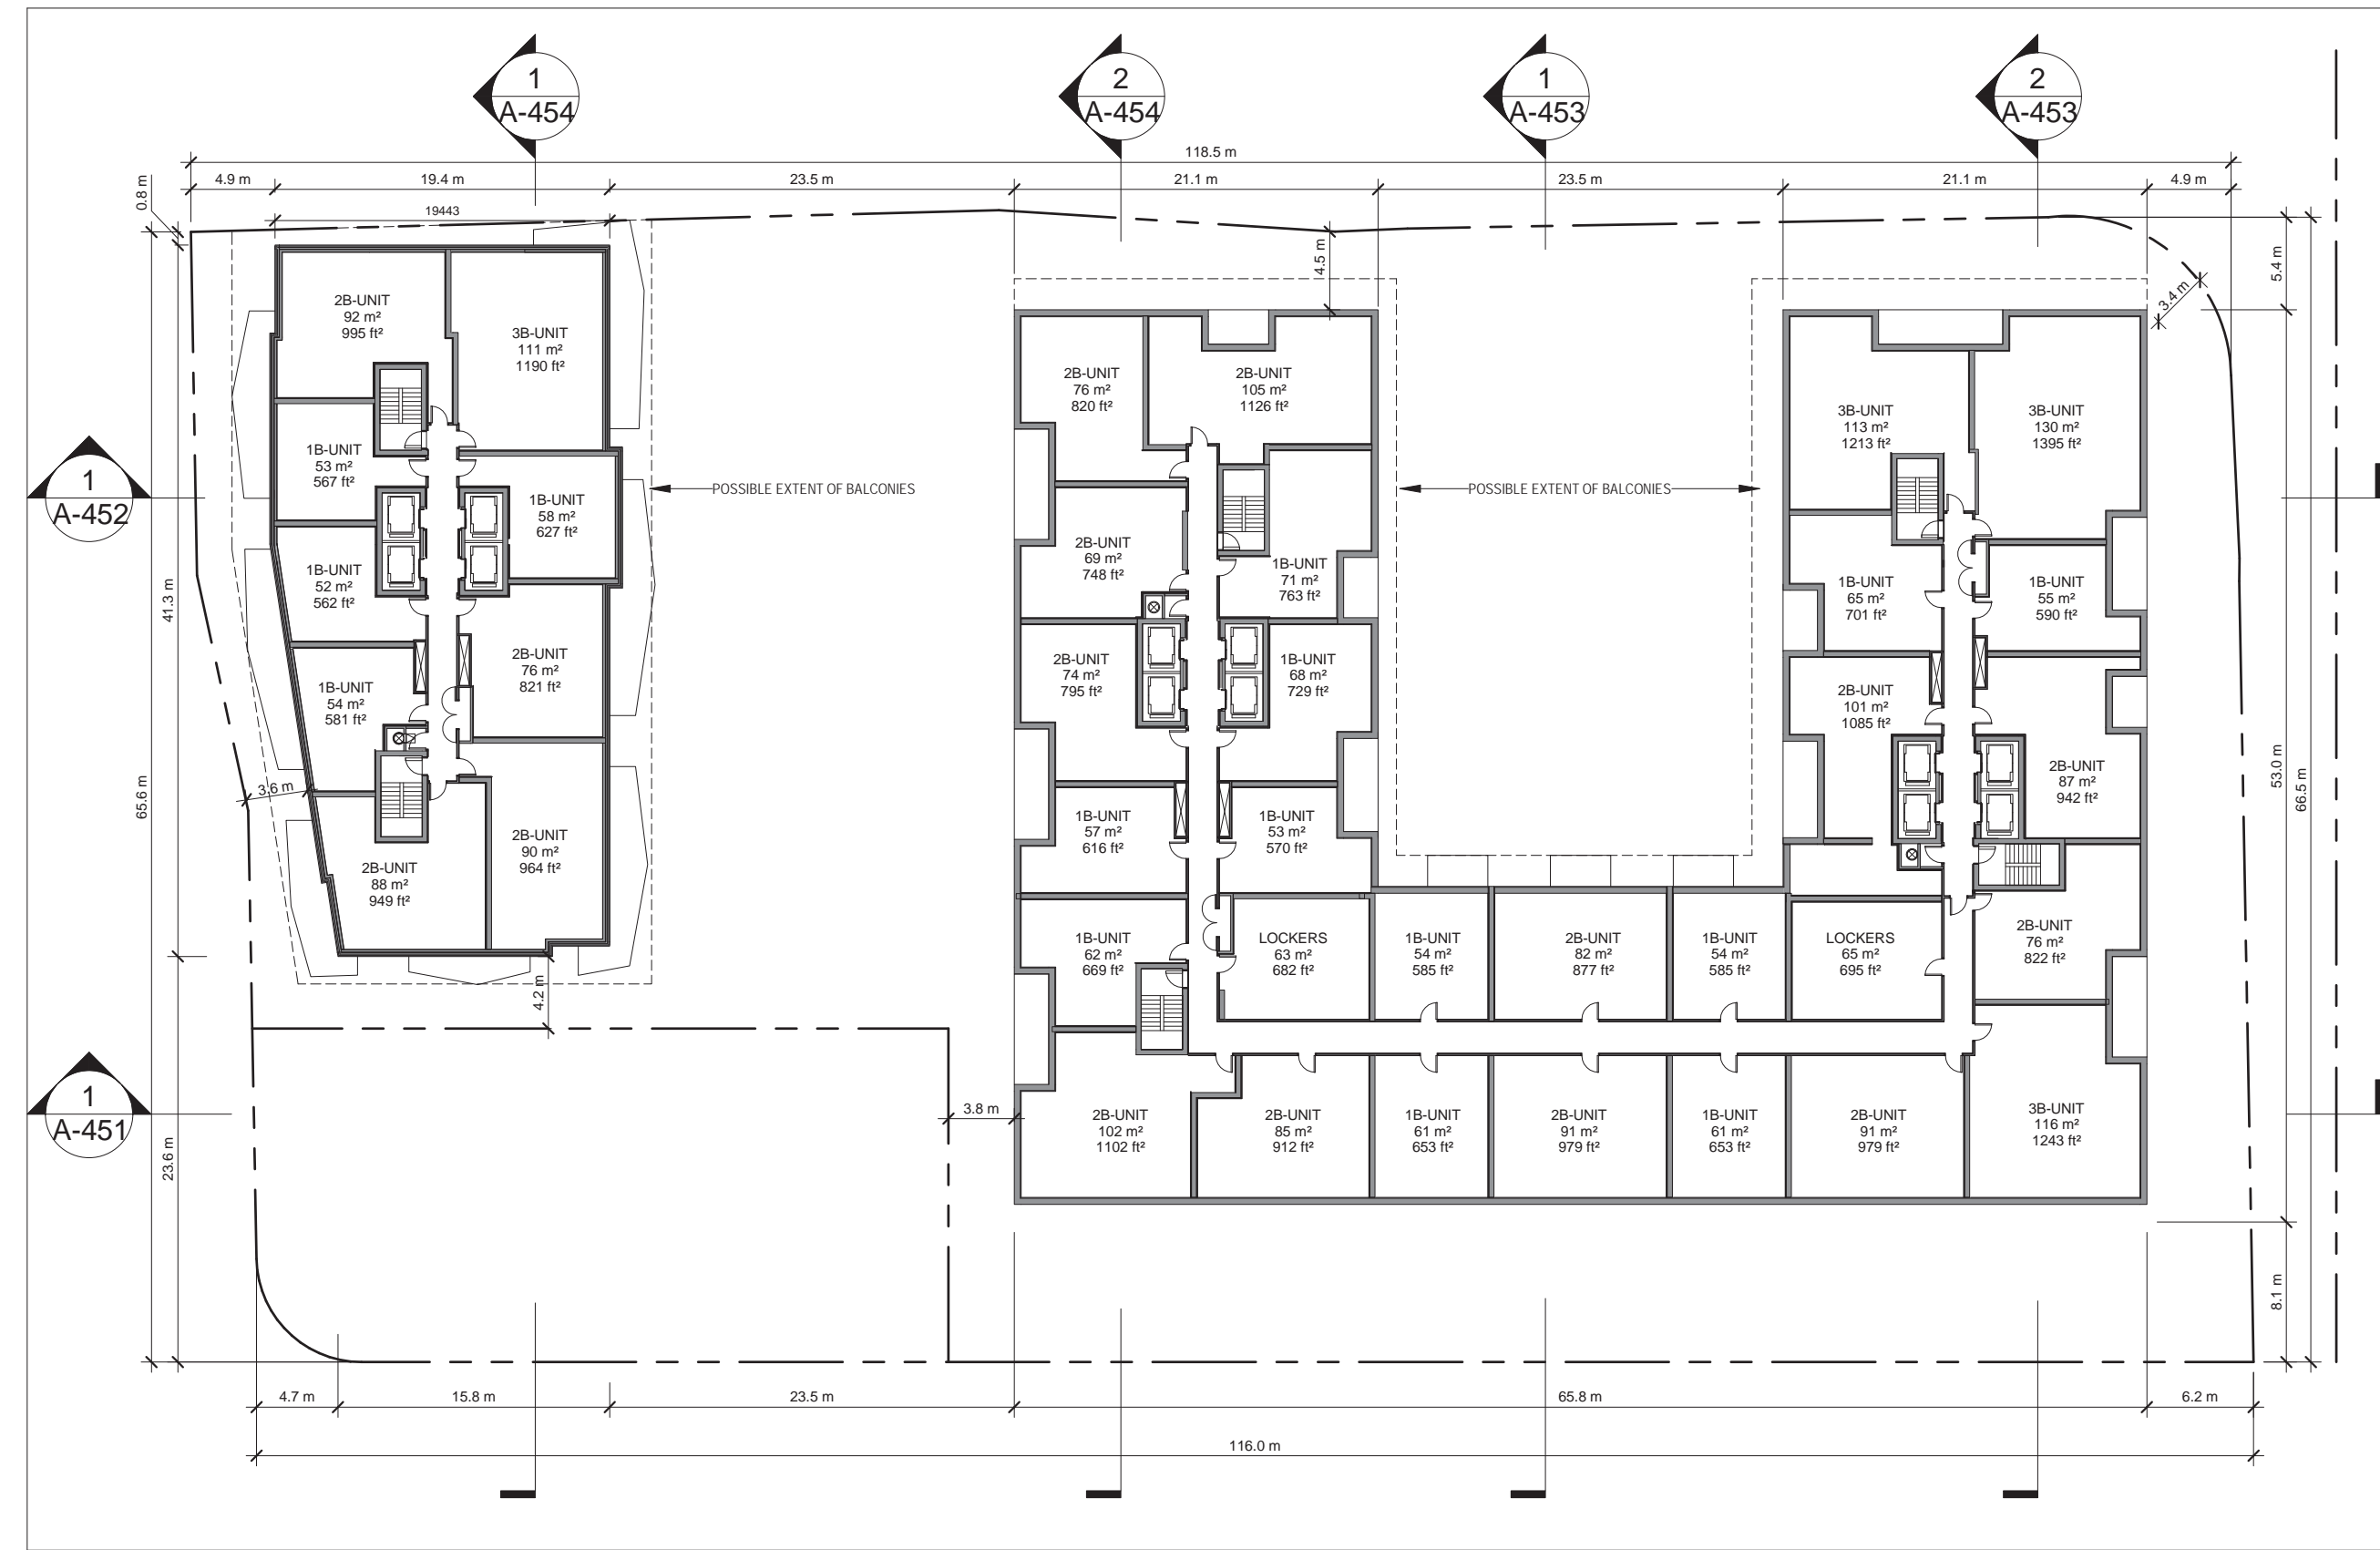 1
A-454
2
A-454
1
A-453
2
A-453
118.5 m
4.9 m
19.4 m
23.5 m
21.1 m
23.5 m
21.1 m
4.9 m
0.8 m
19443
4.5 m
5.4 m
3.4 m
2B-UNIT
92 m²
995 ft²
3B-UNIT
111 m²
1190 ft²
1B-UNIT
53 m²
567 ft²
1B-UNIT
58 m²
627 ft²
1B-UNIT
52 m²
562 ft²
2B-UNIT
76 m²
821 ft²
1B-UNIT
54 m²
581 ft²
2B-UNIT
90 m²
964 ft²
2B-UNIT
88 m²
949 ft²
POSSIBLE EXTENT OF BALCONIES
POSSIBLE EXTENT OF BALCONIES
1
A-452
1
A-451
41.3 m
65.6 m
23.6 m
3.6 m
4.2 m
3.8 m
2B-UNIT
76 m²
820 ft²
2B-UNIT
105 m²
1126 ft²
2B-UNIT
69 m²
748 ft²
1B-UNIT
71 m²
763 ft²
2B-UNIT
74 m²
795 ft²
1B-UNIT
68 m²
729 ft²
1B-UNIT
57 m²
616 ft²
1B-UNIT
53 m²
570 ft²
1B-UNIT
62 m²
669 ft²
LOCKERS
63 m²
682 ft²
1B-UNIT
54 m²
585 ft²
2B-UNIT
82 m²
877 ft²
1B-UNIT
54 m²
585 ft²
LOCKERS
65 m²
695 ft²
3B-UNIT
113 m²
1213 ft²
3B-UNIT
130 m²
1395 ft²
1B-UNIT
65 m²
701 ft²
1B-UNIT
55 m²
590 ft²
2B-UNIT
101 m²
1085 ft²
2B-UNIT
87 m²
942 ft²
2B-UNIT
76 m²
822 ft²
2B-UNIT
102 m²
1102 ft²
2B-UNIT
85 m²
912 ft²
1B-UNIT
61 m²
653 ft²
2B-UNIT
91 m²
979 ft²
1B-UNIT
61 m²
653 ft²
2B-UNIT
91 m²
979 ft²
3B-UNIT
116 m²
1243 ft²
53.0 m
66.5 m
8.1 m
4.7 m
15.8 m
23.5 m
65.8 m
6.2 m
116.0 m